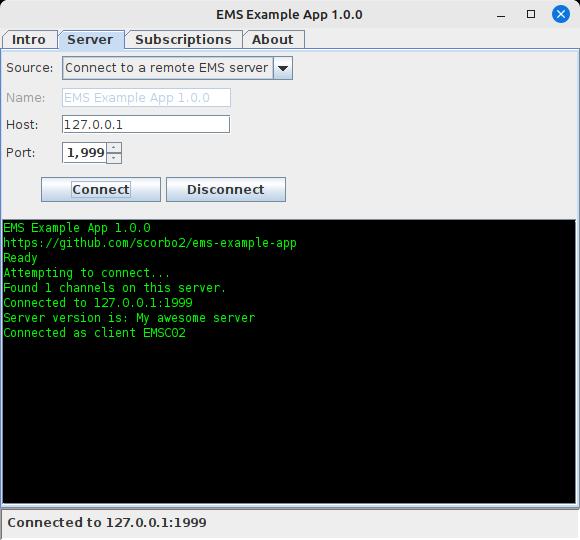 EMS Example App 1.0.0
Intro Server Subscriptions About
Source: Connect to a remote EMS server
Name: EMS Example App 1.0.0
Host: 127.0.0.1
Port: 1,999
Connect Disconnect
EMS Example App 1.0.0
https://github.com/scorbo2/ems-example-app
Ready
Attempting to connect...
Found 1 channels on this server.
Connected to 127.0.0.1:1999
Server version is: My awesome server
Connected as client EMSC02
Connected to 127.0.0.1:1999